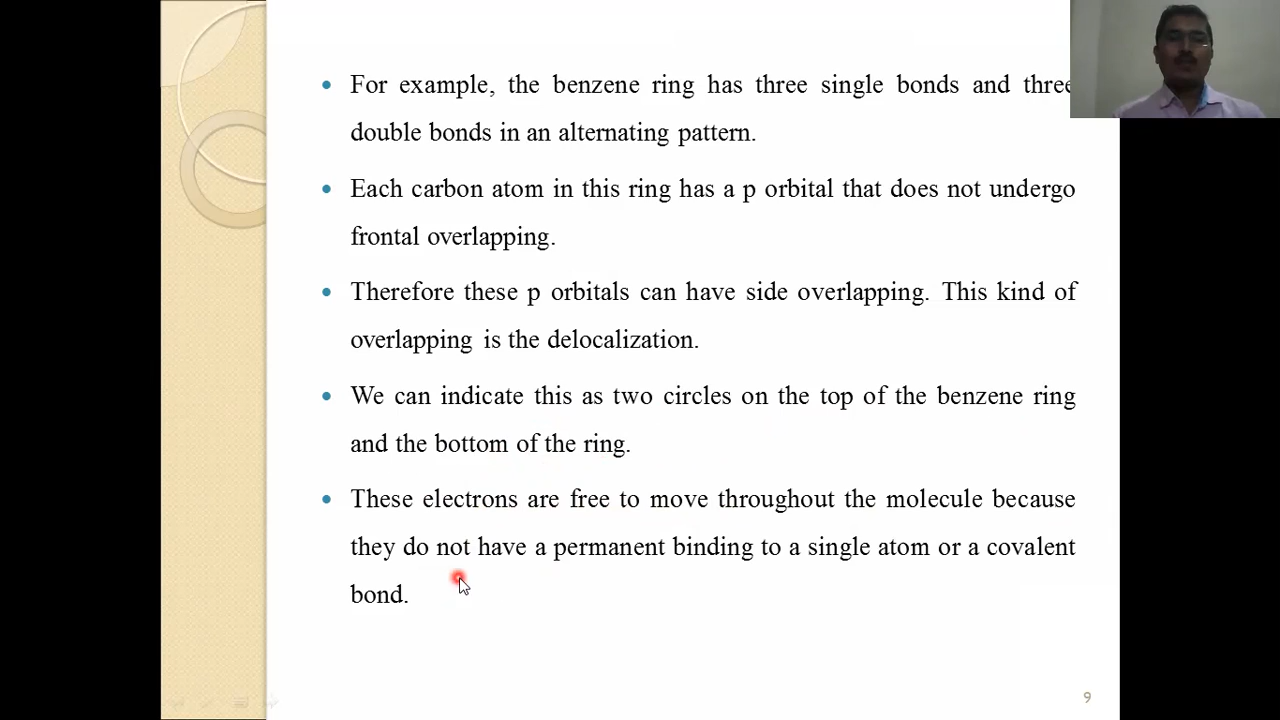 For example, the benzene ring has three single bonds and three
double bonds in an alternating pattern.
Each carbon atom in this ring has a p orbital that does not undergo
frontal overlapping.
Therefore these p orbitals can have side overlapping. This kind of
overlapping is the delocalization.
We can indicate this as two circles on the top of the benzene ring
and the bottom of the ring.
These electrons are free to move throughout the molecule because
they do not have a permanent binding to a single atom or a covalent
bond.
9